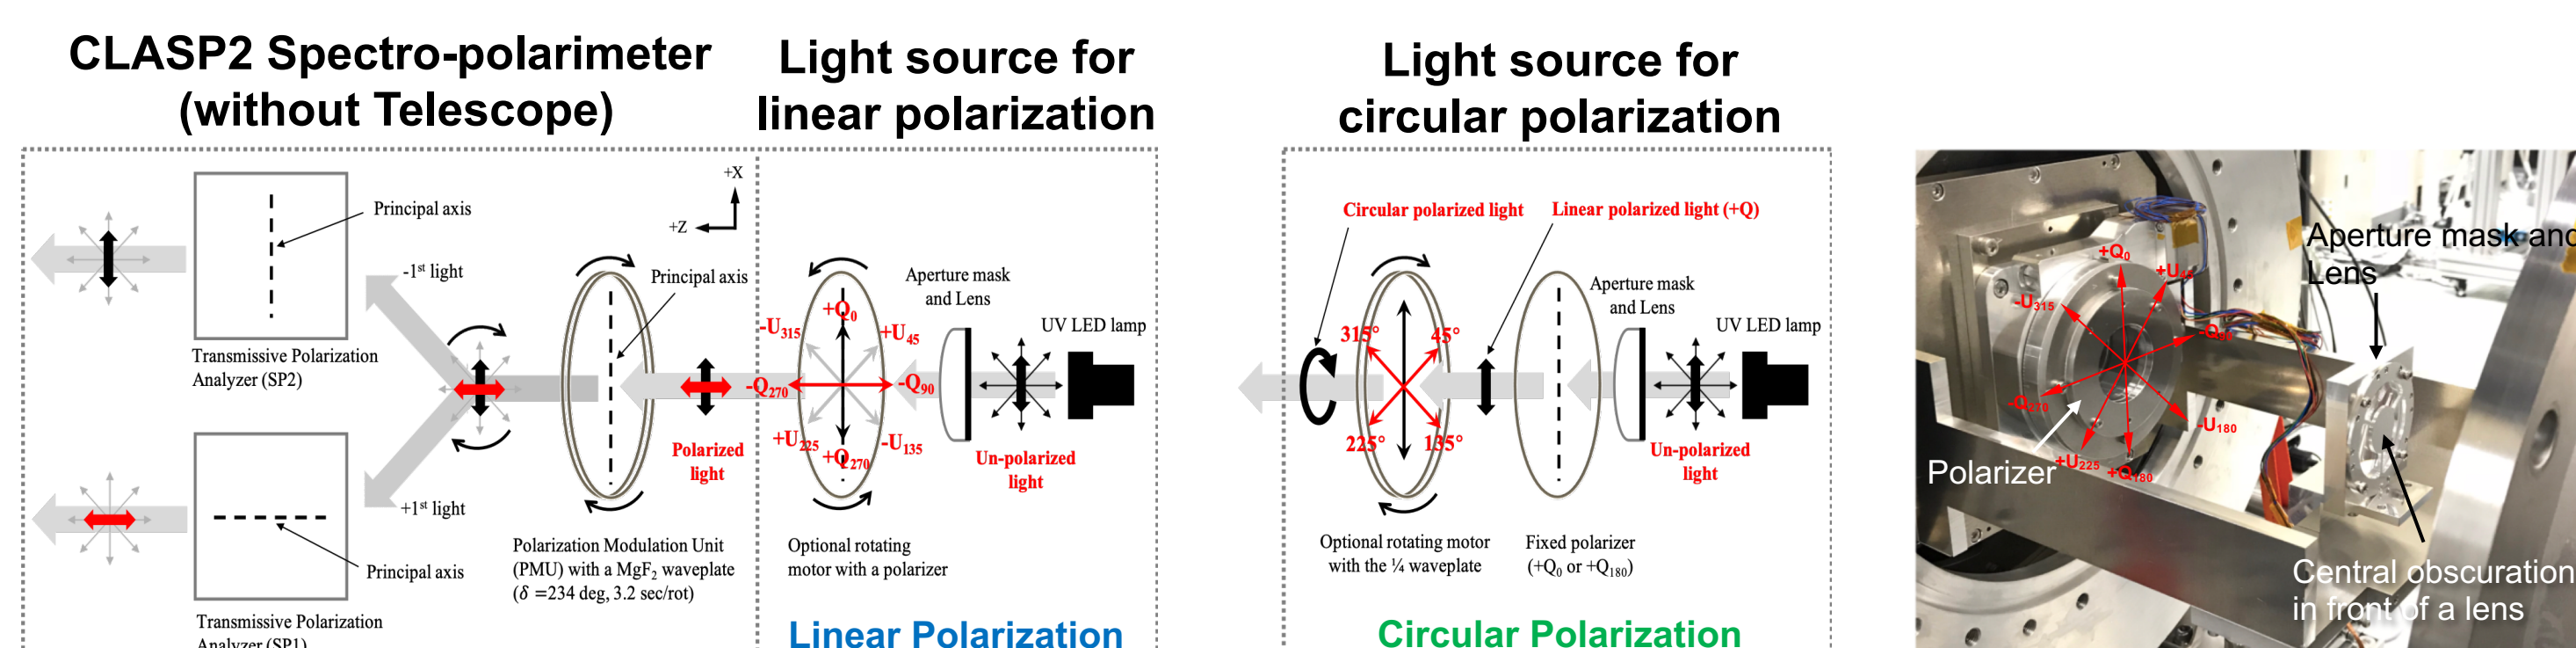 CLASP2 Spectro-polarimeter
(without Telescope)
Light source for
linear polarization
Light source for
circular polarization
+X
+Z
Principal axis
-1st light
Transmissive Polarization
Analyzer (SP2)
Principal axis
+1st light
Principal axis
Transmissive Polarization
Analyzer (SP1)
Polarization Modulation Unit
(PMU) with a MgF2 waveplate
(δ =234 deg, 3.2 sec/rot)
Polarized
light
+Q0
-U315
+U45
-Q270
-Q90
+U225
-U135
+Q270
Optional rotating
motor with a polarizer
Aperture mask
and Lens
UV LED lamp
Un-polarized
light
Linear Polarization
Circular polarized light
Linear polarized light (+Q)
315°
45°
225°
135°
Optional rotating motor
with the ¼ waveplate
Fixed polarizer
(+Q0 or +Q180)
Aperture mask
and Lens
UV LED lamp
Un-polarized
light
Circular Polarization
Aperture mask and
Lens
+Q0
+U45
-U315
-Q90
-Q270
-U180
+U225
+Q180
Polarizer
Central obscuration
in front of a lens